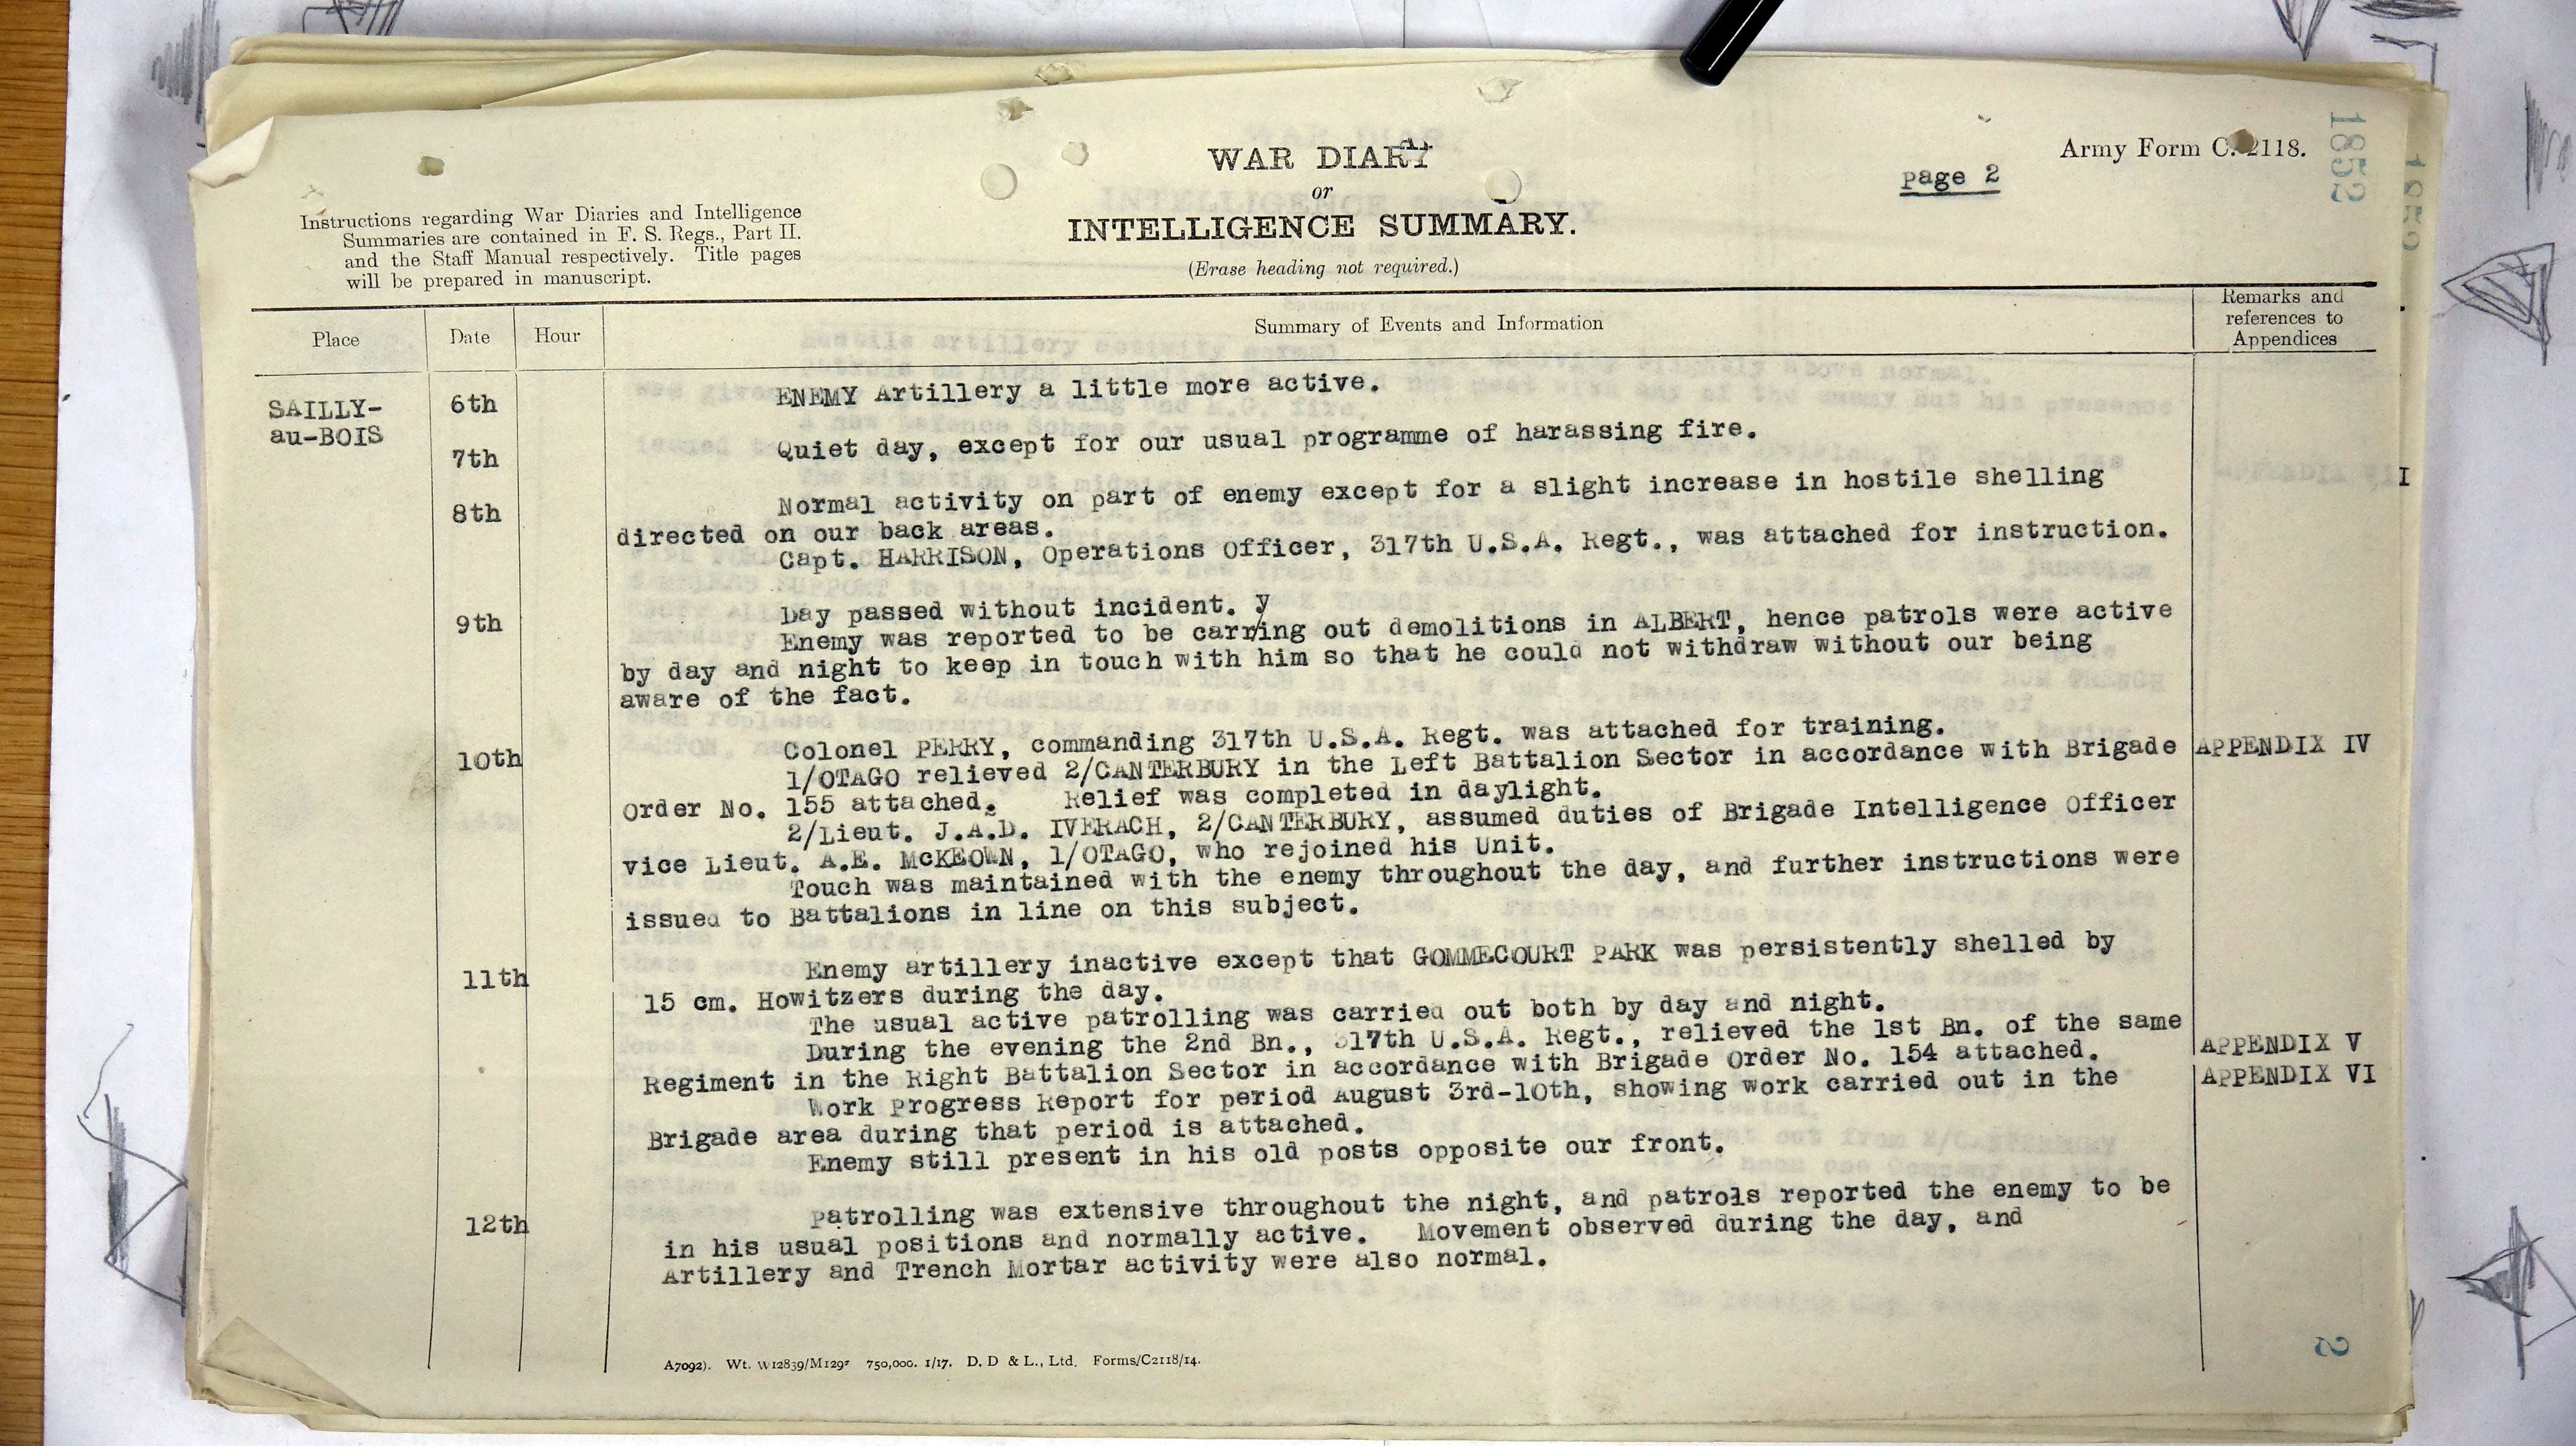 WAR DIARY
or
INTELLIGENCE SUMMARY.
(Erase heading not required.)
page 2
Army Form C. 2118.
1852
Instructions regarding War Diaries and Intelligence
Summaries are contained in F. S. Regs., Part II.
and the Staff Manual respectively. Title pages
will be prepared in manuscript.
Place
Date
Hour
Summary of Events and Information
Remarks and
references to
Appendices
SAILLY-
au-BOIS
6th
ENEMY Artillery a little more active.
7th
Quiet day, except for our usual programme of harassing fire.
8th
Normal activity on part of enemy except for a slight increase in hostile shelling
directed on our back areas.
Capt. HARRISON, Operations Officer, 317th U.S.A. Regt., was attached for instruction.
9th
Day passed without incident.
y
Enemy was reported to be carr/ing out demolitions in ALBERT, hence patrols were active
by day and night to keep in touch with him so that he could not withdraw without our being
aware of the fact.
10th
Colonel PERRY, commanding 317th U.S.A. Regt. was attached for training.
1/OTAGO relieved 2/CANTERBURY in the Left Battalion Sector in accordance with Brigade APPENDIX IV
Order No. 155 attached. Relief was completed in daylight.
2/Lieut. J.A.D. IVERACH, 2/CANTERBURY, assumed duties of Brigade Intelligence Officer
vice Lieut. A.E. McKEOWN, 1/OTAGO, who rejoined his Unit.
Touch was maintained with the enemy throughout the day, and further instructions were
issued to Battalions in line on this subject.
11th
Enemy artillery inactive except that GOMMECOURT PARK was persistently shelled by
15 cm. Howitzers during the day.
The usual active patrolling was carried out both by day and night.
During the evening the 2nd Bn., 317th U.S.A. Regt., relieved the 1st Bn. of the same
Regiment in the Right Battalion Sector in accordance with Brigade Order No. 154 attached. APPENDIX V
Work Progress Report for period August 3rd-10th, showing work carried out in the APPENDIX VI
Brigade area during that period is attached.
Enemy still present in his old posts opposite our front.
12th
Patrolling was extensive throughout the night, and patrols reported the enemy to be
in his usual positions and normally active. Movement observed during the day, and
Artillery and Trench Mortar activity were also normal.
A7092). Wt. W12839/M129 750,000. 1/17. D. D & L., Ltd. Forms/C2118/14.
2